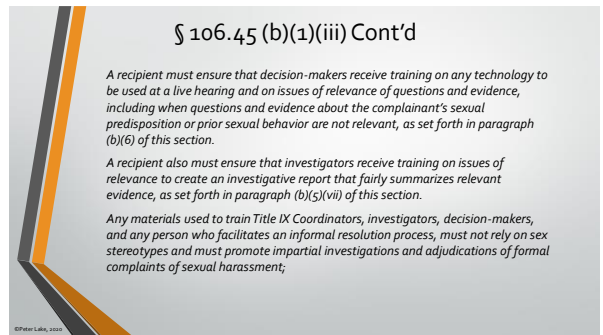 § 106.45 (b)(1)(iii) Cont’d
A recipient must ensure that decision-makers receive training on any technology to
be used at a live hearing and on issues of relevance of questions and evidence,
including when questions and evidence about the complainant’s sexual
predisposition or prior sexual behavior are not relevant, as set forth in paragraph
(b)(6) of this section.
A recipient also must ensure that investigators receive training on issues of
relevance to create an investigative report that fairly summarizes relevant
evidence, as set forth in paragraph (b)(5)(vii) of this section.
Any materials used to train Title IX Coordinators, investigators, decision-makers,
and any person who facilitates an informal resolution process, must not rely on sex
stereotypes and must promote impartial investigations and adjudications of formal
complaints of sexual harassment;
©Peter Lake, 2020